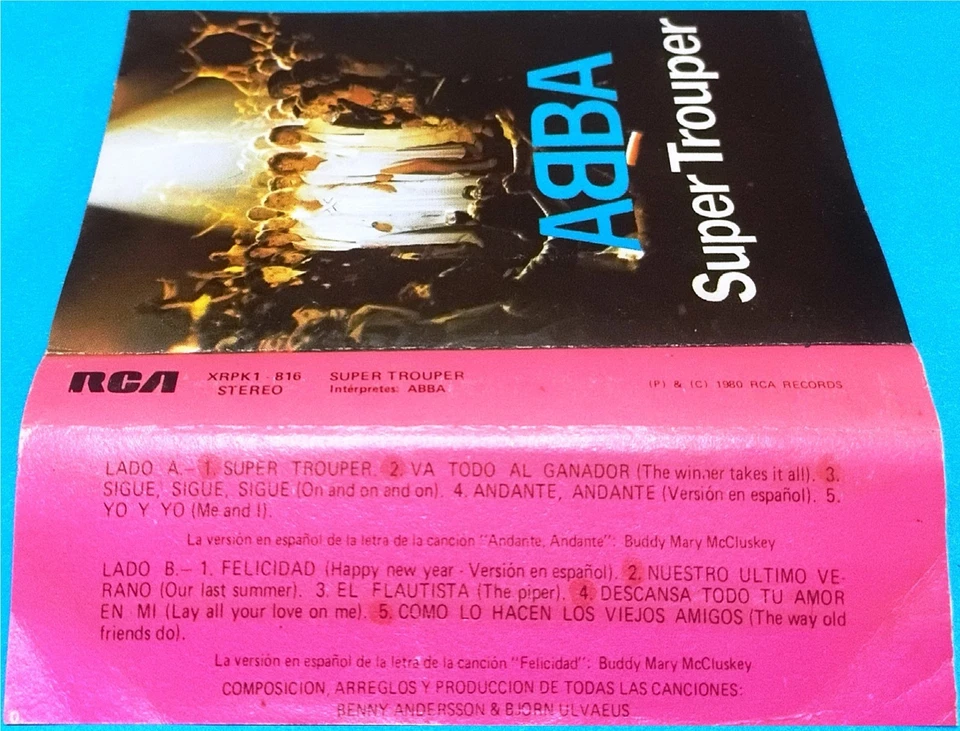 ABBA
Super Trouper
RCA
XRPK1 - 816
STEREO
SUPER TROUPER
Intérpretes: ABBA
(P) & (C) 1980 RCA RECORDS
LADO A.- 1. SUPER TROUPER. 2. VA TODO AL GANADOR (The winner takes it all). 3.
SIGUE, SIGUE, SIGUE (On and on and on). 4. ANDANTE, ANDANTE (Versión en español). 5.
YO Y YO (Me and I).
La versión en español de la letra de la canción "Andante, Andante": Buddy Mary McCluskey
LADO B.- 1. FELICIDAD (Happy new year - Versión en español). 2. NUESTRO ULTIMO VE-
RANO (Our last summer). 3. EL FLAUTISTA (The piper). 4. DESCANSA TODO TU AMOR
EN MI (Lay all your love on me). 5. COMO LO HACEN LOS VIEJOS AMIGOS (The way old
friends do).
La versión en español de la letra de la canción "Felicidad": Buddy Mary McCluskey
COMPOSICION, ARREGLOS Y PRODUCCION DE TODAS LAS CANCIONES:
BENNY ANDERSSON & BJORN ULVAEUS